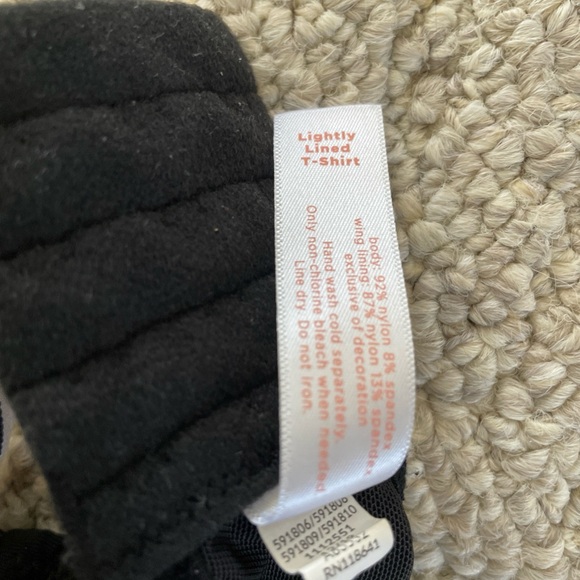 Lightly
Lined
T-Shirt
body: 92% nylon 8% spandex
wing lining: 87% nylon 13% spandex
exclusive of decoration
Hand wash cold separately.
Only non-chlorine bleach when needed
Line dry. Do not iron.
591806/591808
591809/591810
RN118641